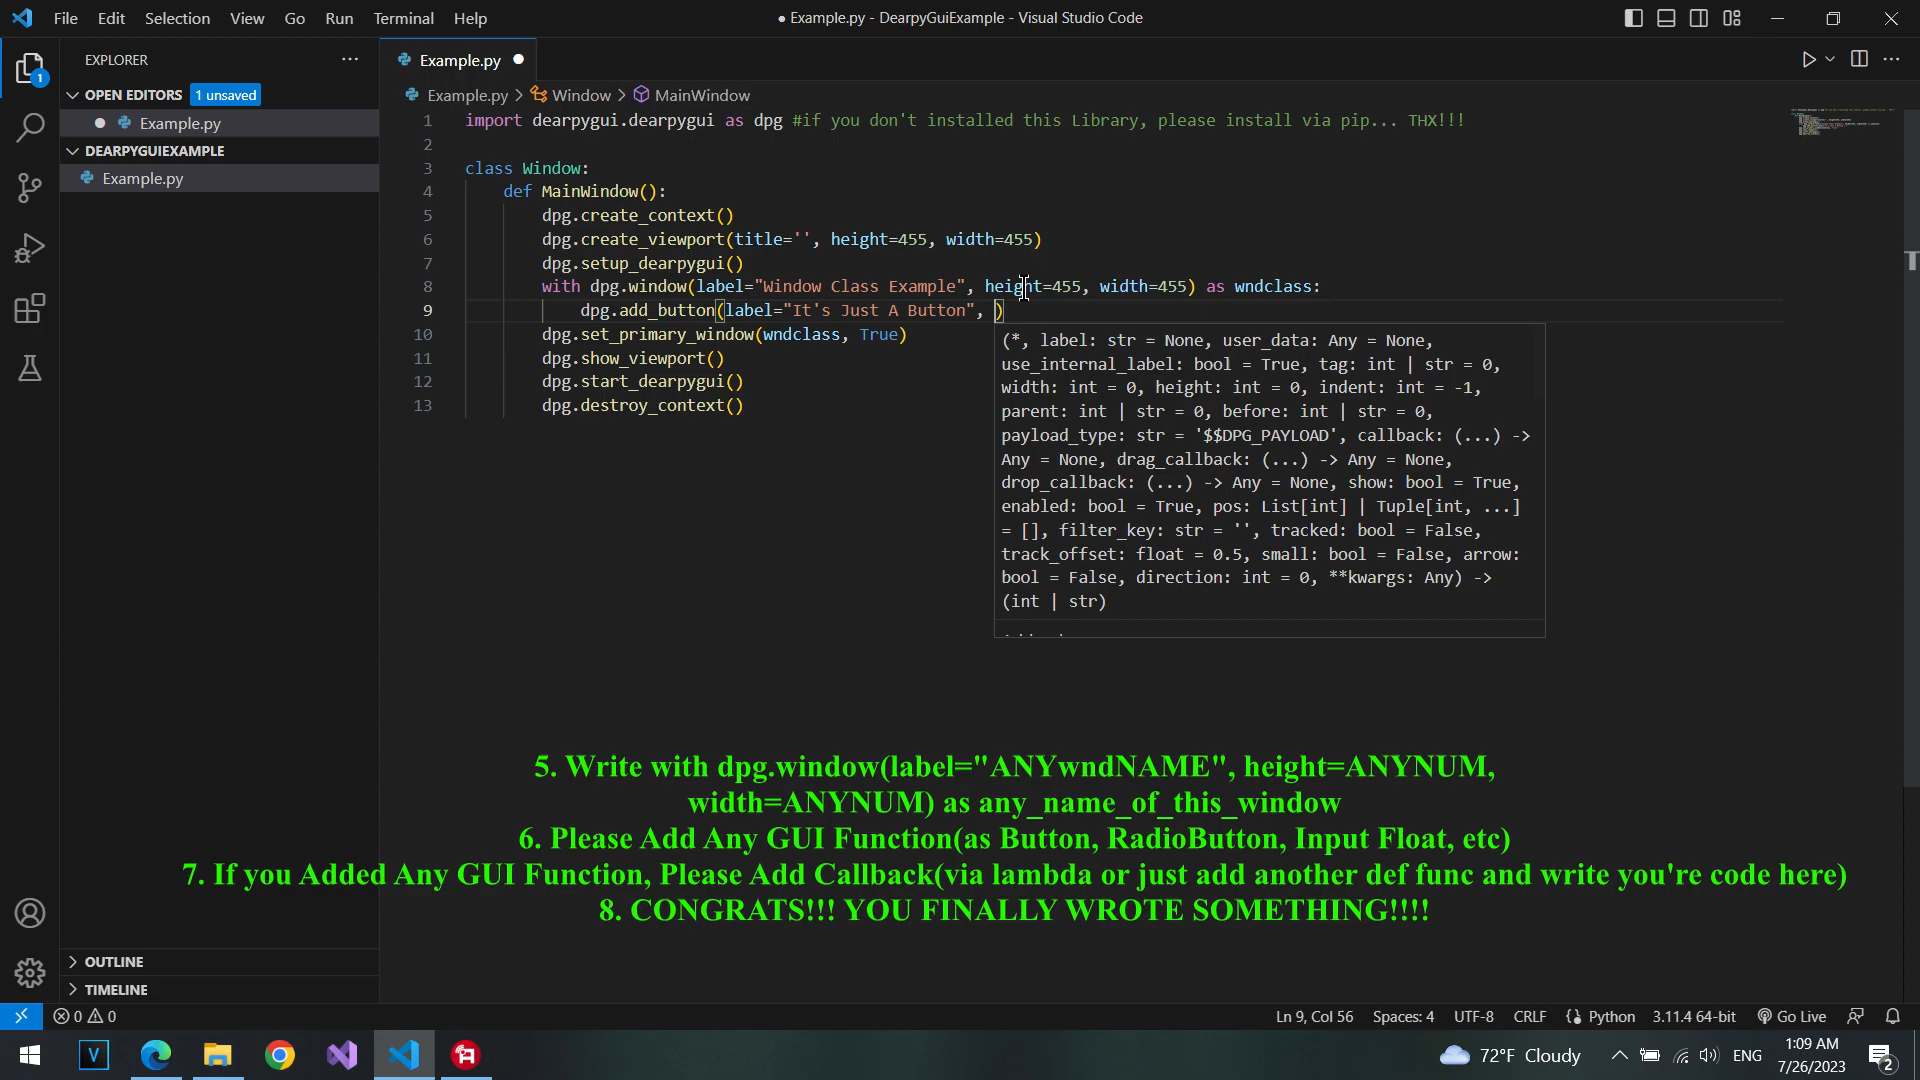 File Edit Selection View Go Run Terminal Help
● Example.py - DearpyGuiExample - Visual Studio Code
EXPLORER
Example.py
OPEN EDITORS 1 unsaved
Example.py
DEARPYGUIEXAMPLE
Example.py
Example.py > Window > MainWindow
1 import dearpygui.dearpygui as dpg #if you don't installed this Library, please install via pip... THX!!!
2
3 class Window:
4 def MainWindow():
5 dpg.create_context()
6 dpg.create_viewport(title='', height=455, width=455)
7 dpg.setup_dearpygui()
8 with dpg.window(label="Window Class Example", height=455, width=455) as wndclass:
9 dpg.add_button(label="It's Just A Button", )
10 dpg.set_primary_window(wndclass, True)
11 dpg.show_viewport()
12 dpg.start_dearpygui()
13 dpg.destroy_context()
(*, label: str = None, user_data: Any = None,
use_internal_label: bool = True, tag: int | str = 0,
width: int = 0, height: int = 0, indent: int = -1,
parent: int | str = 0, before: int | str = 0,
payload_type: str = '$$DPG_PAYLOAD', callback: (...) ->
Any = None, drag_callback: (...) -> Any = None,
drop_callback: (...) -> Any = None, show: bool = True,
enabled: bool = True, pos: List[int] | Tuple[int, ...]
= [], filter_key: str = '', tracked: bool = False,
track_offset: float = 0.5, small: bool = False, arrow:
bool = False, direction: int = 0, **kwargs: Any) ->
(int | str)
5. Write with dpg.window(label="ANYwndNAME", height=ANYNUM,
width=ANYNUM) as any_name_of_this_window
6. Please Add Any GUI Function(as Button, RadioButton, Input Float, etc)
7. If you Added Any GUI Function, Please Add Callback(via lambda or just add another def func and write you're code here)
8. CONGRATS!!! YOU FINALLY WROTE SOMETHING!!!!
OUTLINE
TIMELINE
0 0
Ln 9, Col 56 Spaces: 4 UTF-8 CRLF Python 3.11.4 64-bit Go Live
72°F Cloudy
ENG
1:09 AM
7/26/2023
2
1
V